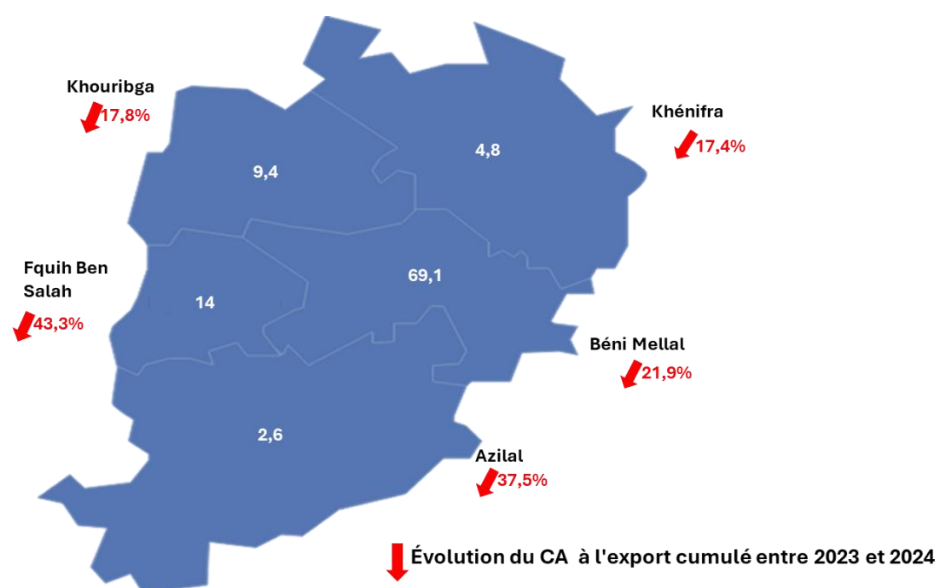 Khouribga
17,8%
Khénifra
17,4%
4,8
9,4
Fquih Ben
Salah
43,3%
14
69,1
Béni Mellal
21,9%
2,6
Azilal
37,5%
Évolution du CA à l'export cumulé entre 2023 et 2024